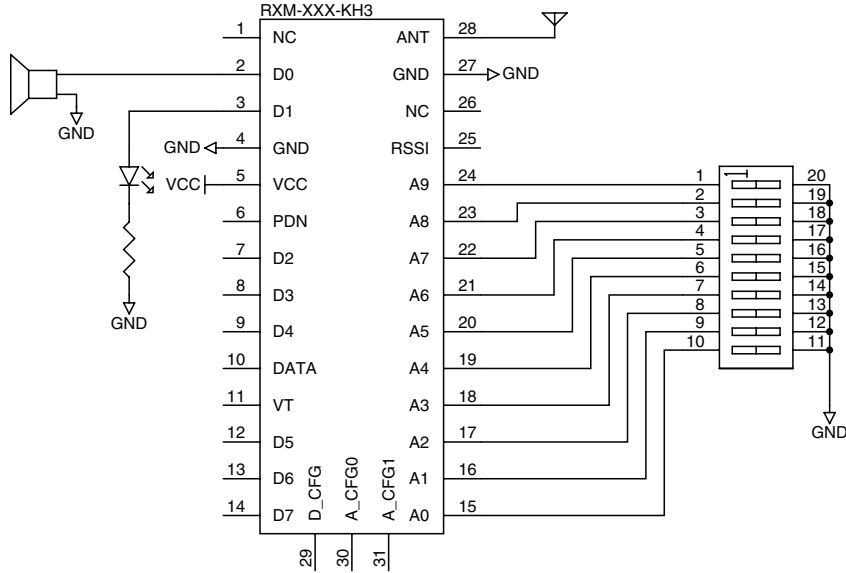 RXM-XXX-KH3
1 NC ANT 28
2 D0 GND 27 GND
3 D1 NC 26
GND
GND 4 GND RSSI 25
VCC 5 VCC A9 24 1 1 20
6 PDN A8 23 2 19
7 D2 A7 22 3 18
8 D3 A6 21 4 17
9 D4 A5 20 5 16
10 DATA A4 19 6 15
11 VT A3 18 7 14
12 D5 A2 17 8 13
13 D6 A1 16 9 12
14 D7 A0 15 10 11
GND
GND
D_CFG A_CFG0 A_CFG1
29 30 31